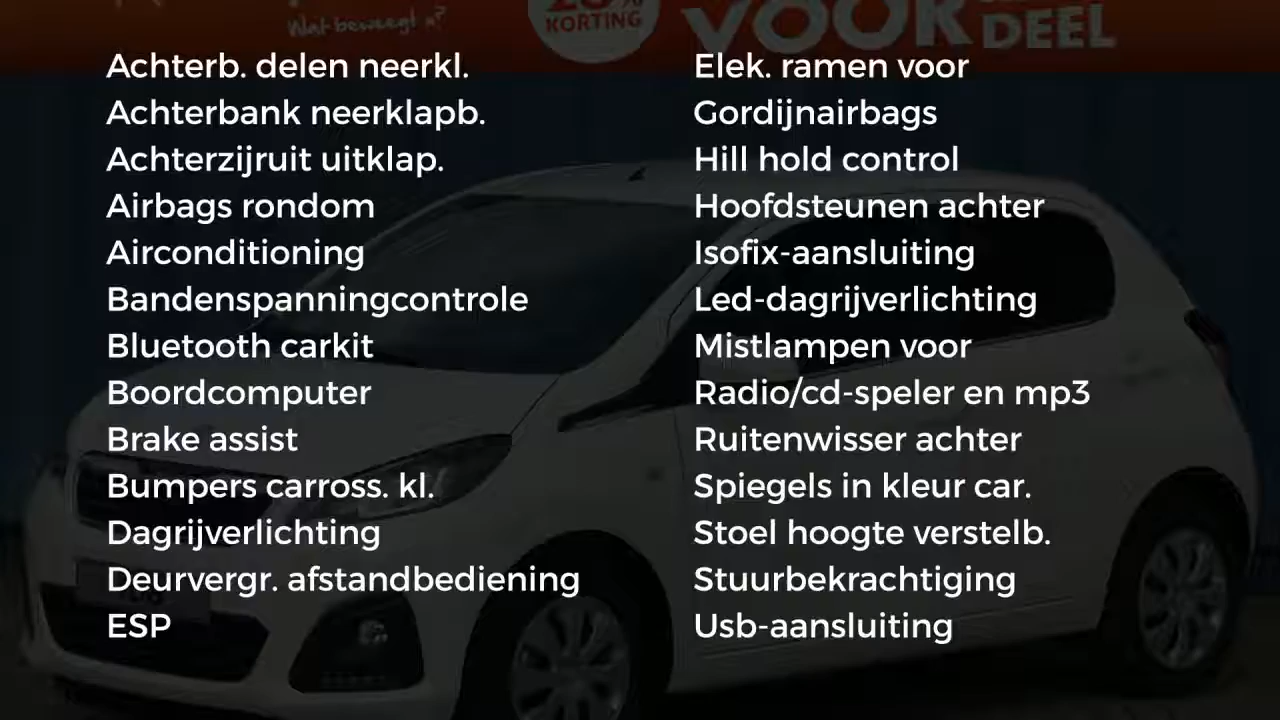 Wat beweegt u?
KORTING
VOOR
DEEL
Achterb. delen neerkl.
Achterbank neerklapb.
Achterzijruit uitklap.
Airbags rondom
Airconditioning
Bandenspanningcontrole
Bluetooth carkit
Boordcomputer
Brake assist
Bumpers carross. kl.
Dagrijverlichting
Deurvergr. afstandbediening
ESP
Elek. ramen voor
Gordijnairbags
Hill hold control
Hoofdsteunen achter
Isofix-aansluiting
Led-dagrijverlichting
Mistlampen voor
Radio/cd-speler en mp3
Ruitenwisser achter
Spiegels in kleur car.
Stoel hoogte verstelb.
Stuurbekrachtiging
Usb-aansluiting